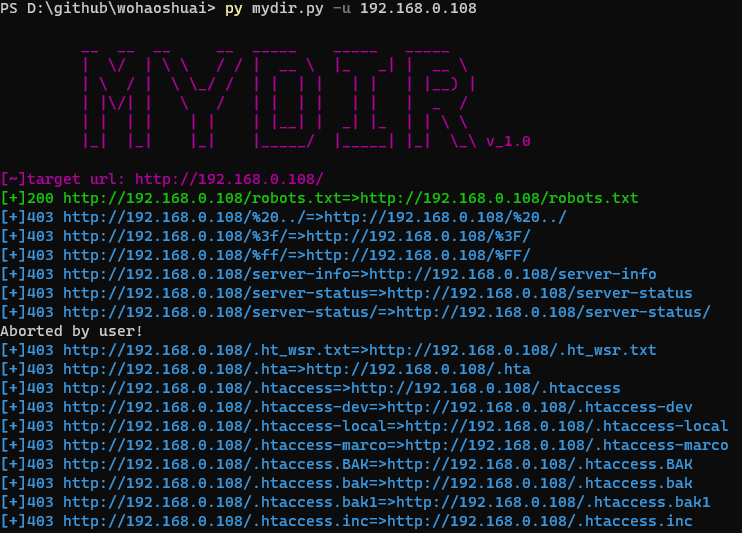 PS D:\github\wohaoshuai> py mydir.py -u 192.168.0.108
MYDIR v_1.0
[~]target url: http://192.168.0.108/
[+]200 http://192.168.0.108/robots.txt=>http://192.168.0.108/robots.txt
[+]403 http://192.168.0.108/%20../=>http://192.168.0.108/%20../
[+]403 http://192.168.0.108/%3f/=>http://192.168.0.108/%3F/
[+]403 http://192.168.0.108/%ff/=>http://192.168.0.108/%FF/
[+]403 http://192.168.0.108/server-info=>http://192.168.0.108/server-info
[+]403 http://192.168.0.108/server-status=>http://192.168.0.108/server-status
[+]403 http://192.168.0.108/server-status/=>http://192.168.0.108/server-status/
Aborted by user!
[+]403 http://192.168.0.108/.ht_wsr.txt=>http://192.168.0.108/.ht_wsr.txt
[+]403 http://192.168.0.108/.hta=>http://192.168.0.108/.hta
[+]403 http://192.168.0.108/.htaccess=>http://192.168.0.108/.htaccess
[+]403 http://192.168.0.108/.htaccess-dev=>http://192.168.0.108/.htaccess-dev
[+]403 http://192.168.0.108/.htaccess-local=>http://192.168.0.108/.htaccess-local
[+]403 http://192.168.0.108/.htaccess-marco=>http://192.168.0.108/.htaccess-marco
[+]403 http://192.168.0.108/.htaccess.BAK=>http://192.168.0.108/.htaccess.BAK
[+]403 http://192.168.0.108/.htaccess.bak=>http://192.168.0.108/.htaccess.bak
[+]403 http://192.168.0.108/.htaccess.bak1=>http://192.168.0.108/.htaccess.bak1
[+]403 http://192.168.0.108/.htaccess.inc=>http://192.168.0.108/.htaccess.inc